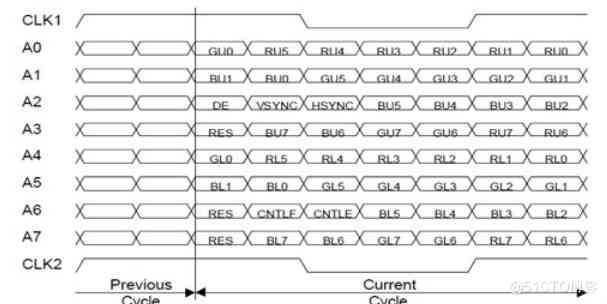 CLK1
A0 GU0 RU5 RU4 RU3 RU2 RU1 RU0
A1 BU1 BU0 GU5 GU4 GU3 GU2 GU1
A2 DE VSYNC HSYNC BU5 BU4 BU3 BU2
A3 RES BU7 BU6 GU7 GU6 RU7 RU6
A4 GL0 RL5 RL4 RL3 RL2 RL1 RL0
A5 BL1 BL0 GL5 GL4 GL3 GL2 GL1
A6 RES CNTLF CNTLE BL5 BL4 BL3 BL2
A7 RES BL7 BL6 GL7 GL6 RL7 RL6
CLK2
Previous Current
Cycle Cycle
@51CTO博客